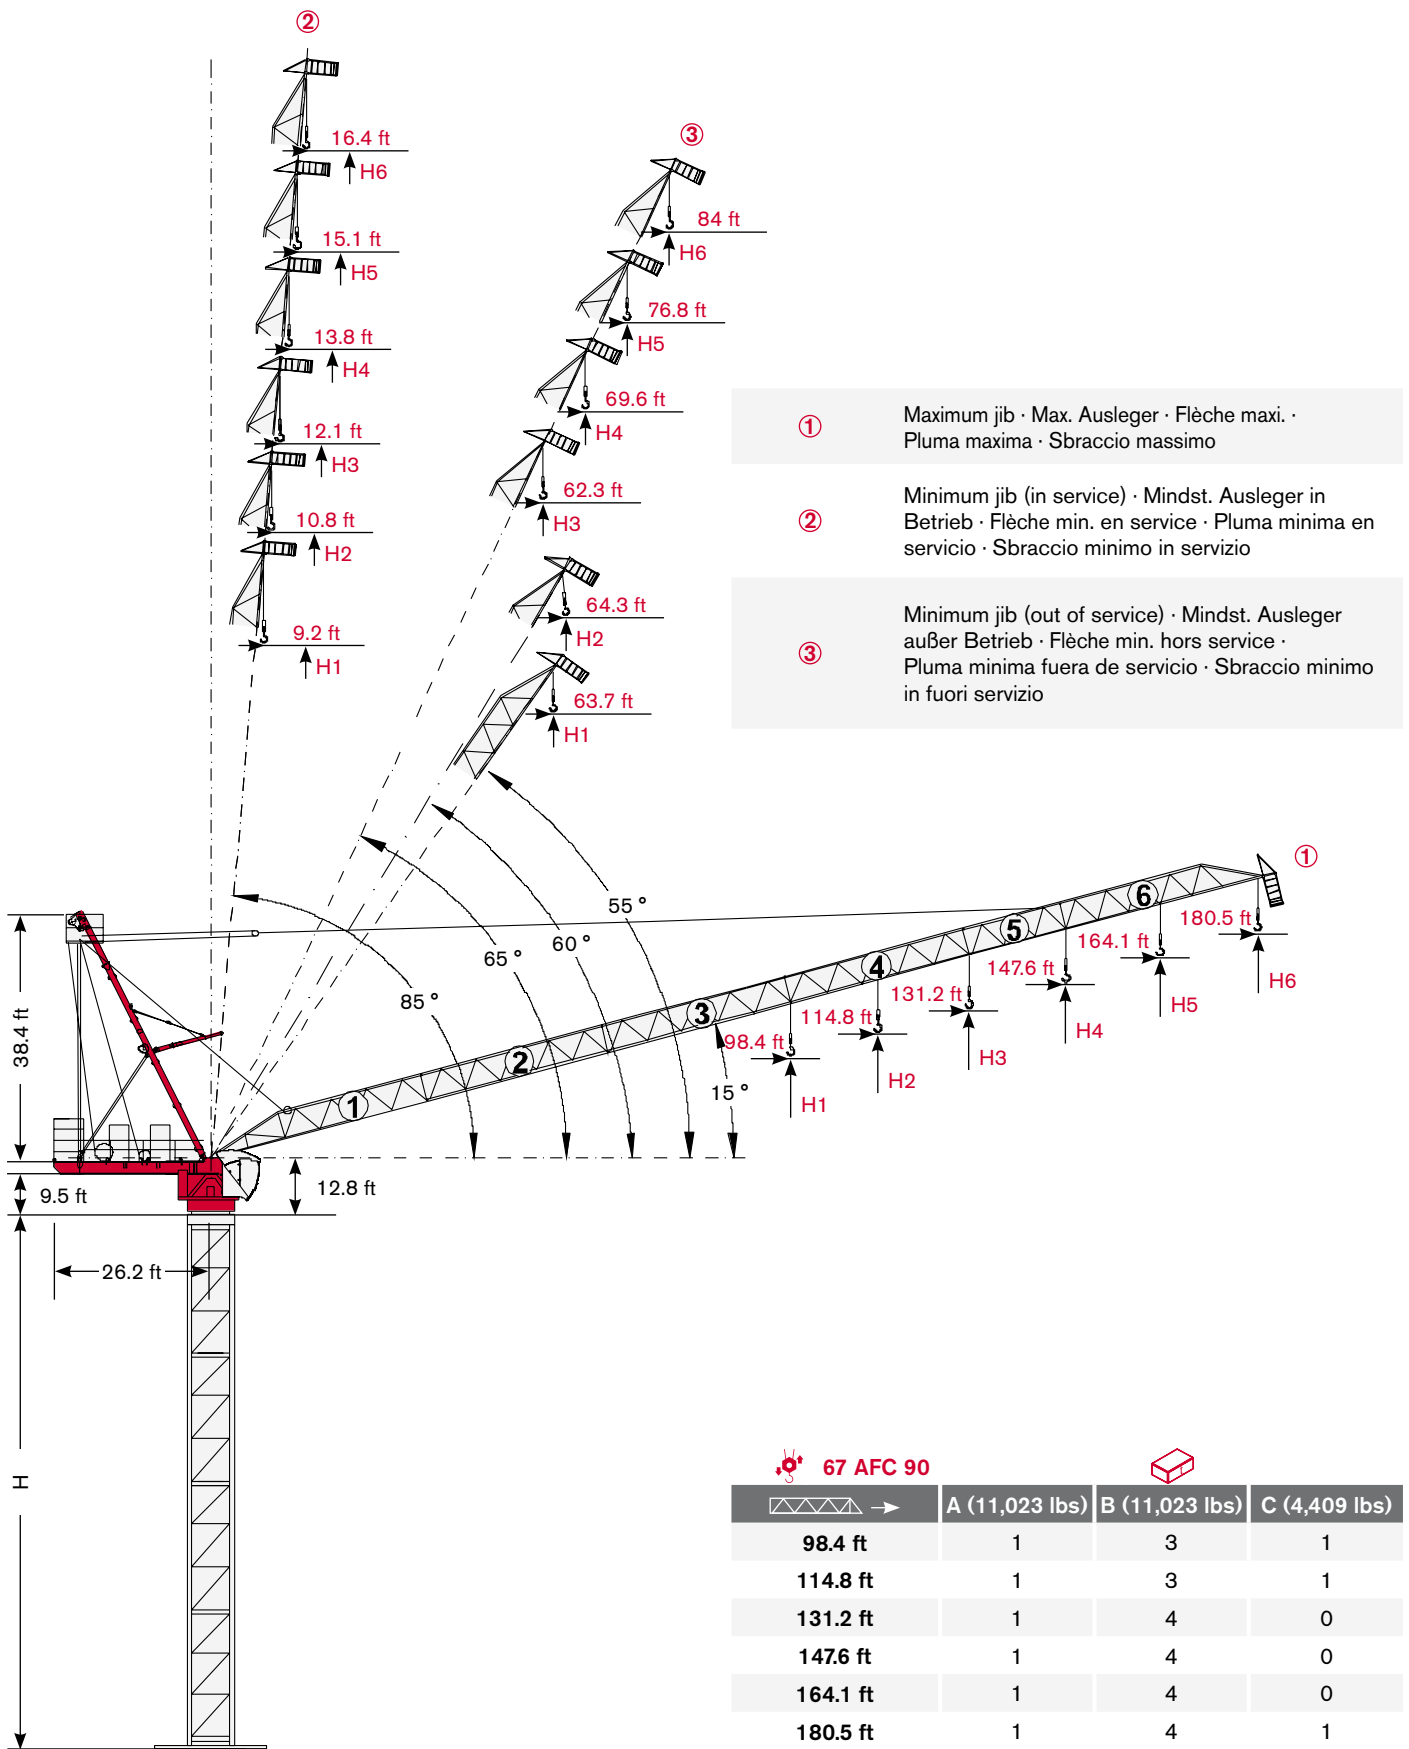 ②
16.4 ft
H6
15.1 ft
H5
13.8 ft
H4
12.1 ft
H3
10.8 ft
H2
9.2 ft
H1
③
84 ft
H6
76.8 ft
H5
69.6 ft
H4
62.3 ft
H3
64.3 ft
H2
63.7 ft
H1
① Maximum jib · Max. Ausleger · Flèche maxi. ·
Pluma maxima · Sbraccio massimo
② Minimum jib (in service) · Mindst. Ausleger in
Betrieb · Flèche min. en service · Pluma minima en
servicio · Sbraccio minimo in servizio
③ Minimum jib (out of service) · Mindst. Ausleger
außer Betrieb · Flèche min. hors service ·
Pluma minima fuera de servicio · Sbraccio minimo
in fuori servizio
55°
60°
65°
85°
15°
①
1
2
3
4
5
6
98.4 ft
H1
114.8 ft
H2
131.2 ft
H3
147.6 ft
H4
164.1 ft
H5
180.5 ft
H6
38.4 ft
9.5 ft
12.8 ft
26.2 ft
H
67 AFC 90
A (11,023 lbs) B (11,023 lbs) C (4,409 lbs)
98.4 ft 1 3 1
114.8 ft 1 3 1
131.2 ft 1 4 0
147.6 ft 1 4 0
164.1 ft 1 4 0
180.5 ft 1 4 1